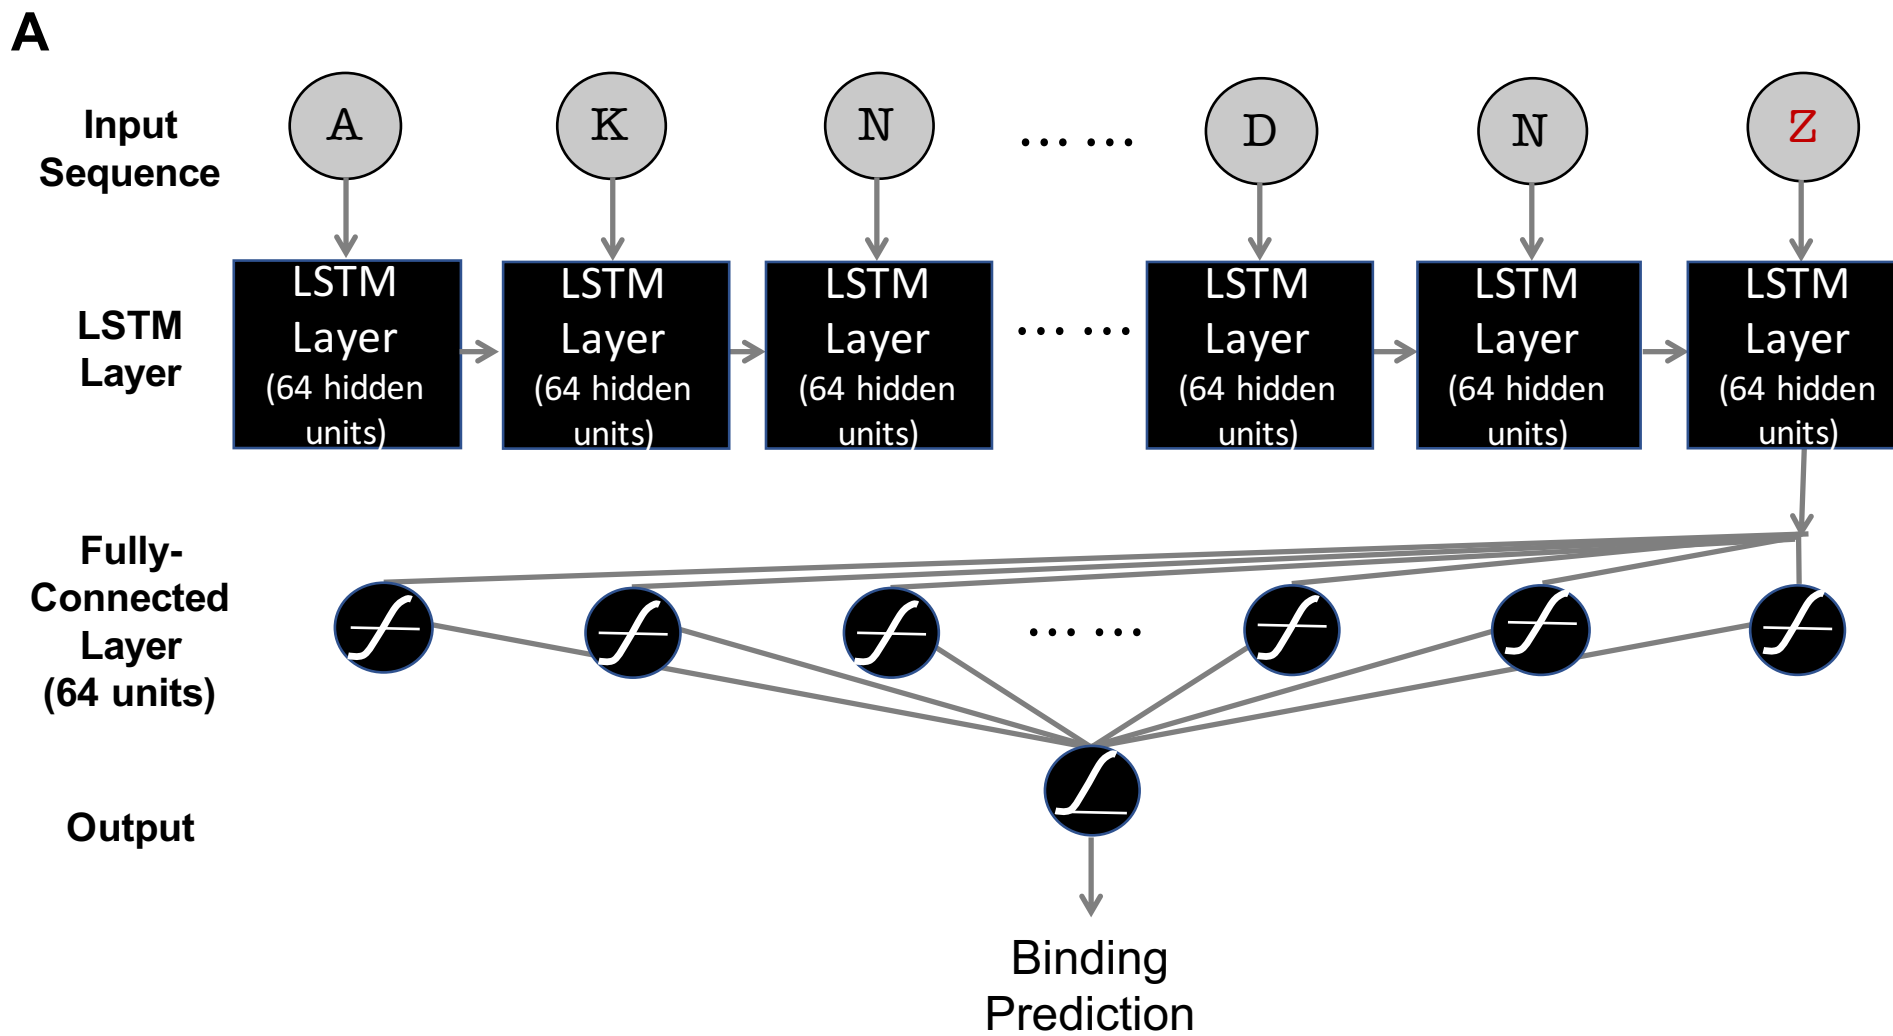 A
Input
Sequence
A K N ... ... D N Z
LSTM
Layer
LSTM
Layer
(64 hidden
units)
LSTM
Layer
(64 hidden
units)
LSTM
Layer
(64 hidden
units)
... ...
LSTM
Layer
(64 hidden
units)
LSTM
Layer
(64 hidden
units)
LSTM
Layer
(64 hidden
units)
Fully-
Connected
Layer
(64 units)
... ...
Output
Binding
Prediction